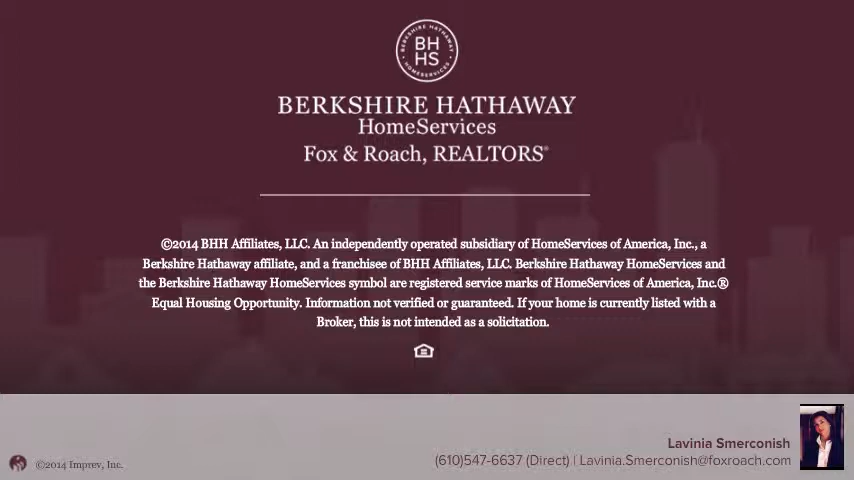 BERKSHIRE HATHAWAY
HOMESERVICES
BH
HS
BERKSHIRE HATHAWAY
HomeServices
Fox & Roach, REALTORS®
©2014 BHH Affiliates, LLC. An independently operated subsidiary of HomeServices of America, Inc., a
Berkshire Hathaway affiliate, and a franchisee of BHH Affiliates, LLC. Berkshire Hathaway HomeServices and
the Berkshire Hathaway HomeServices symbol are registered service marks of HomeServices of America, Inc.®
Equal Housing Opportunity. Information not verified or guaranteed. If your home is currently listed with a
Broker, this is not intended as a solicitation.
Lavinia Smerconish
(610)547-6637 (Direct) | Lavinia.Smerconish@foxroach.com
©2014 Imprev, Inc.